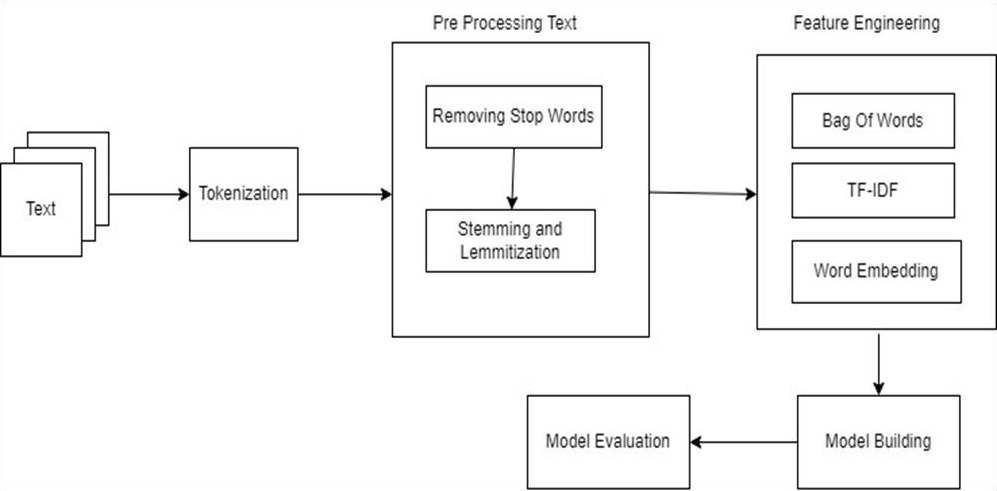 Pre Processing Text
Feature Engineering
Removing Stop Words
Bag Of Words
Text
Tokenization
TF-IDF
Stemming and
Lemmitization
Word Embedding
Model Evaluation
Model Building